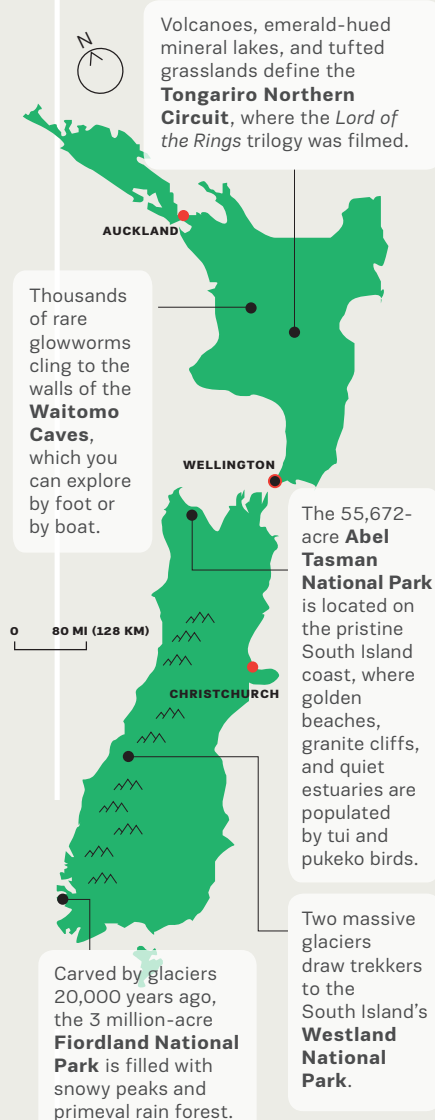 N
Volcanoes, emerald-hued
mineral lakes, and tufted
grasslands define the
Tongariro Northern
Circuit, where the Lord of
the Rings trilogy was filmed.
AUCKLAND
Thousands
of rare
glowworms
cling to the
walls of the
Waitomo
Caves,
which you
can explore
by foot or
by boat.
WELLINGTON
The 55,672-
acre Abel
Tasman
National Park
is located on
the pristine
South Island
coast, where
golden
beaches,
granite cliffs,
and quiet
estuaries are
populated
by tui and
pukeko birds.
0 80 MI (128 KM)
CHRISTCHURCH
Two massive
glaciers
draw trekkers
to the
South Island’s
Westland
National
Park.
Carved by glaciers
20,000 years ago,
the 3 million-acre
Fiordland National
Park is filled with
snowy peaks and
primeval rain forest.